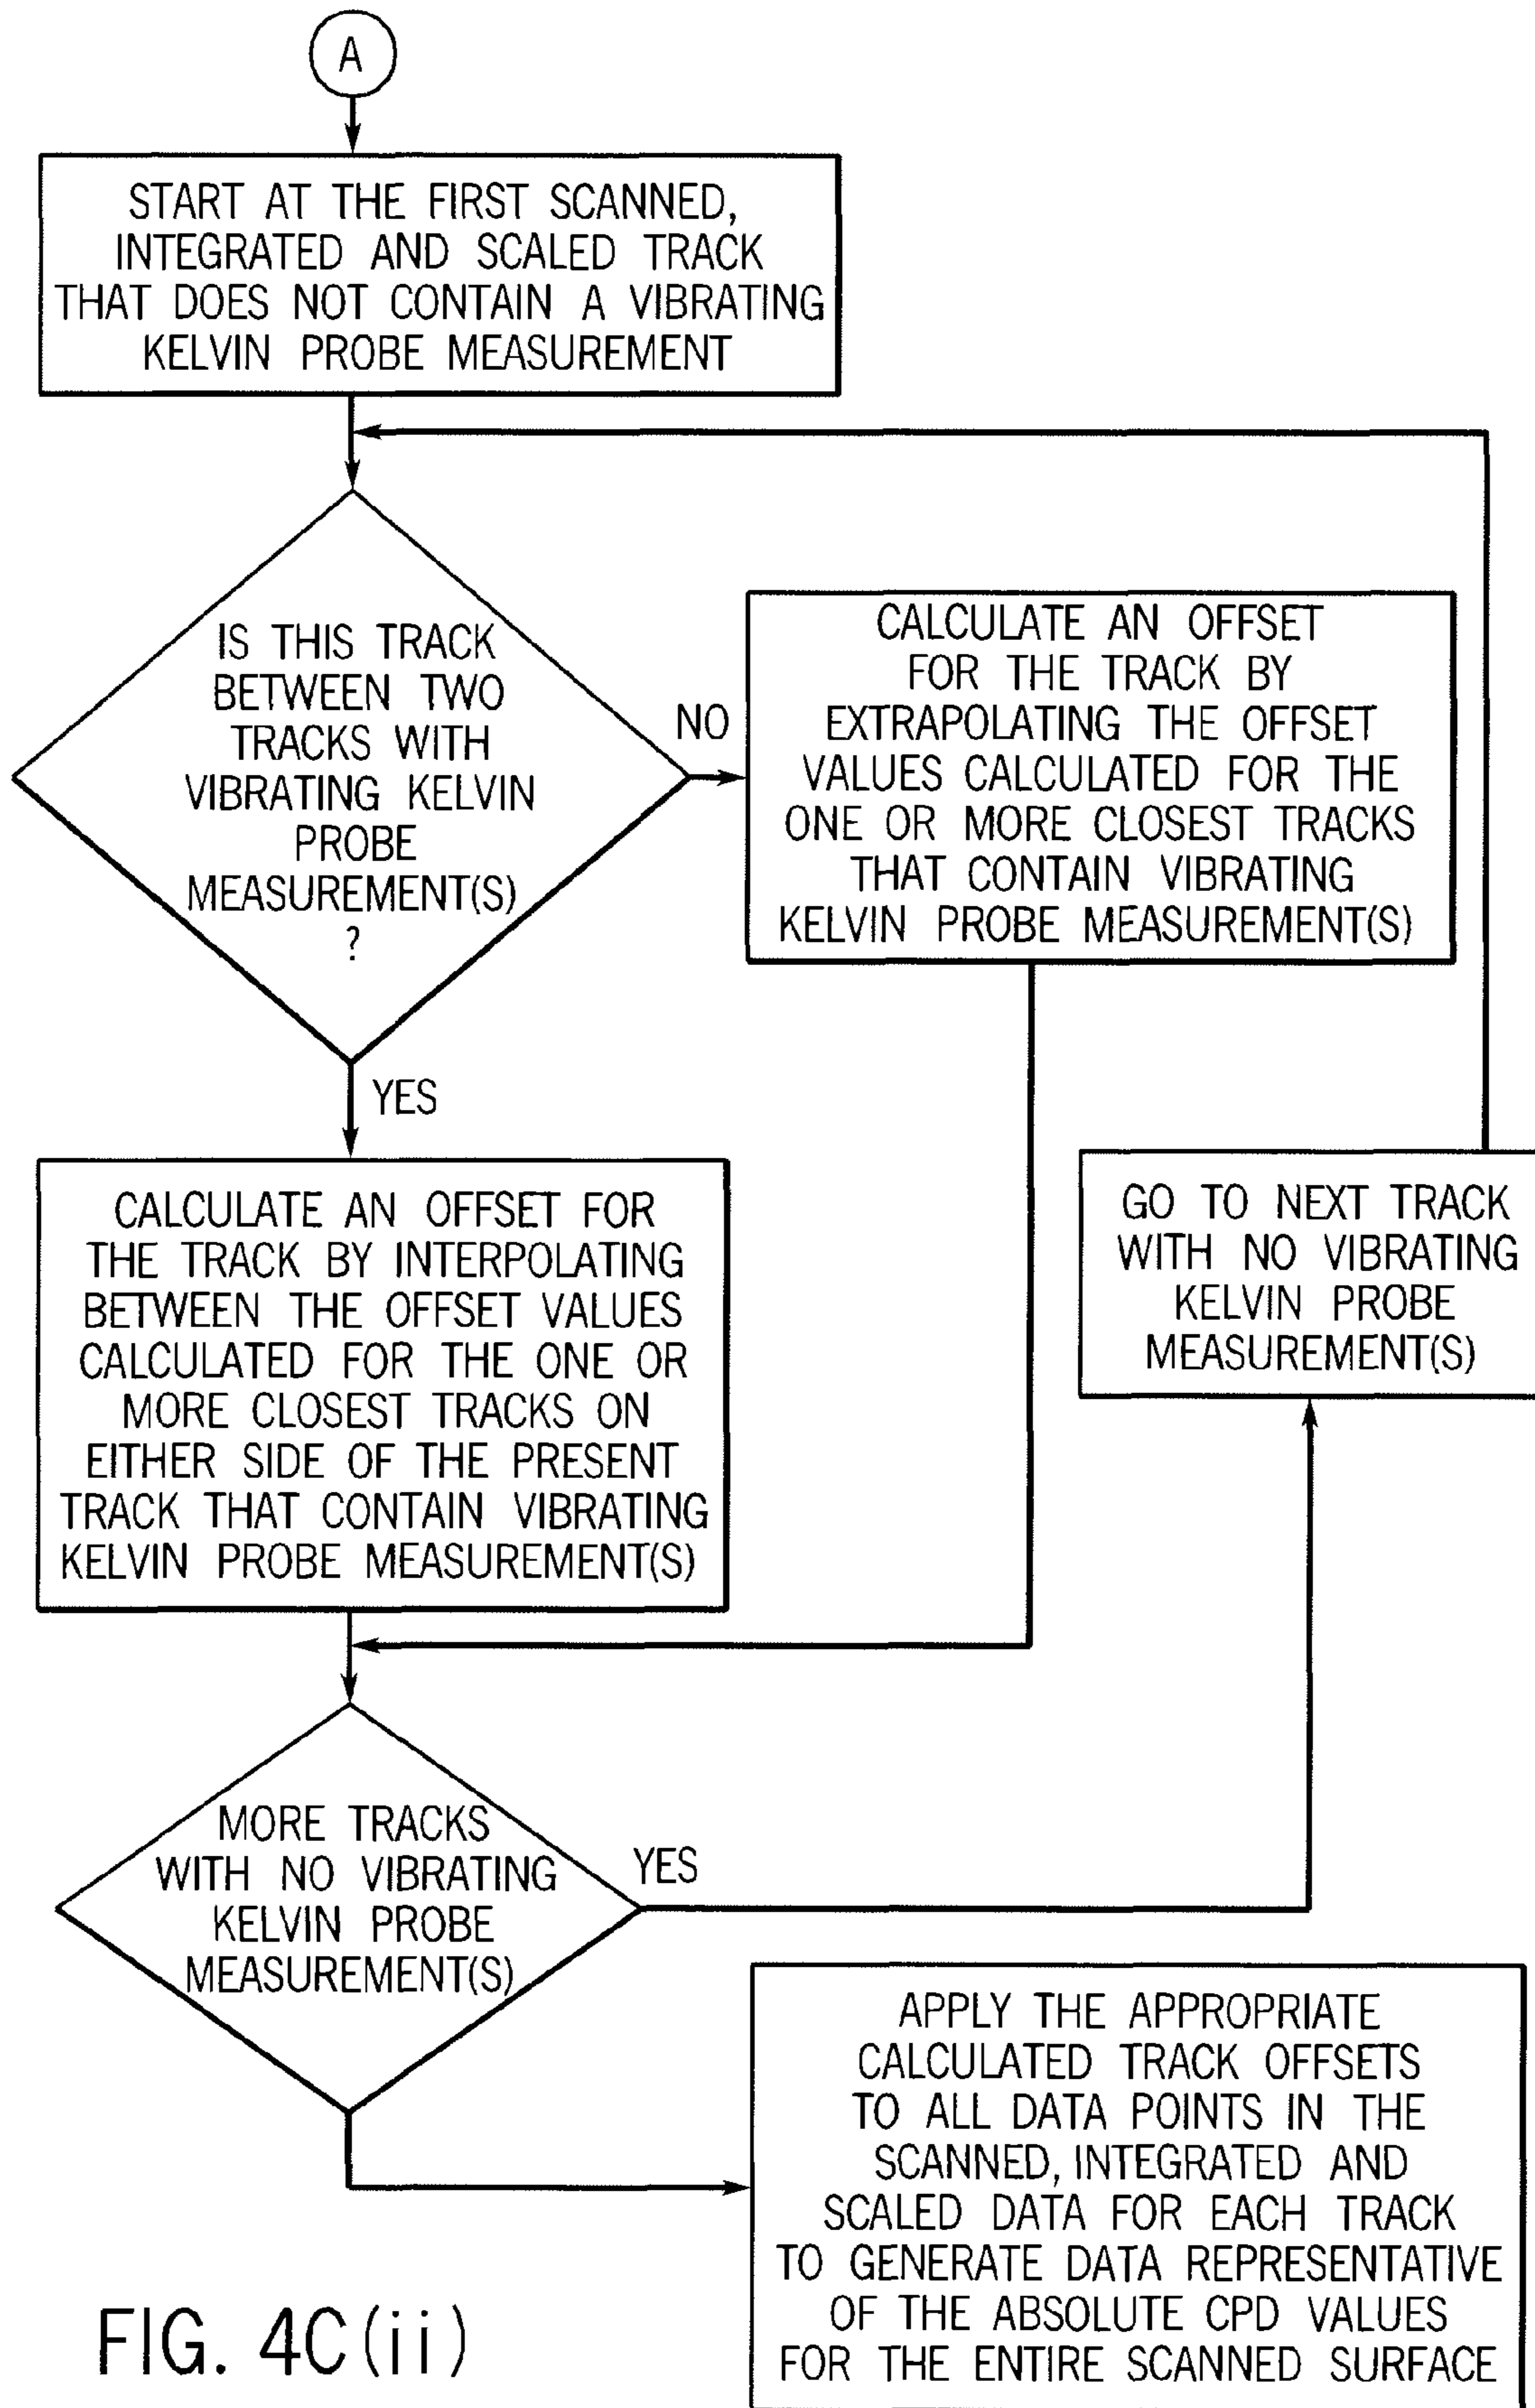 A
START AT THE FIRST SCANNED,
INTEGRATED AND SCALED TRACK
THAT DOES NOT CONTAIN A VIBRATING
KELVIN PROBE MEASUREMENT
IS THIS TRACK
BETWEEN TWO
TRACKS WITH
VIBRATING KELVIN
PROBE
MEASUREMENT(S)
?
NO
CALCULATE AN OFFSET
FOR THE TRACK BY
EXTRAPOLATING THE OFFSET
VALUES CALCULATED FOR THE
ONE OR MORE CLOSEST TRACKS
THAT CONTAIN VIBRATING
KELVIN PROBE MEASUREMENT(S)
YES
CALCULATE AN OFFSET FOR
THE TRACK BY INTERPOLATING
BETWEEN THE OFFSET VALUES
CALCULATED FOR THE ONE OR
MORE CLOSEST TRACKS ON
EITHER SIDE OF THE PRESENT
TRACK THAT CONTAIN VIBRATING
KELVIN PROBE MEASUREMENT(S)
GO TO NEXT TRACK
WITH NO VIBRATING
KELVIN PROBE
MEASUREMENT(S)
MORE TRACKS
WITH NO VIBRATING
KELVIN PROBE
MEASUREMENT(S)
YES
APPLY THE APPROPRIATE
CALCULATED TRACK OFFSETS
TO ALL DATA POINTS IN THE
SCANNED, INTEGRATED AND
SCALED DATA FOR EACH TRACK
TO GENERATE DATA REPRESENTATIVE
OF THE ABSOLUTE CPD VALUES
FOR THE ENTIRE SCANNED SURFACE
FIG. 4C(ii)